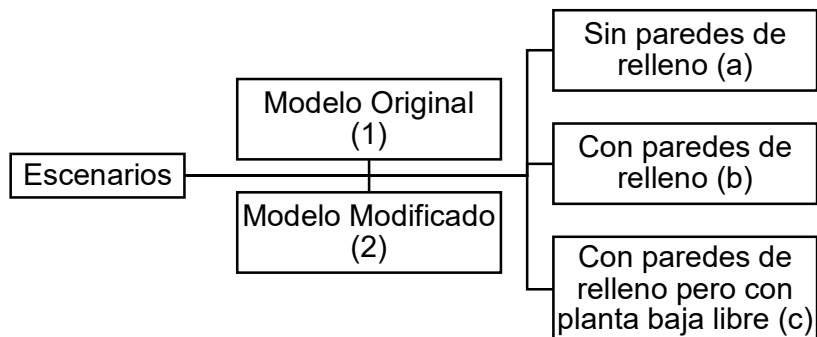 Escenarios
Modelo Original
(1)
Modelo Modificado
(2)
Sin paredes de
relleno (a)
Con paredes de
relleno (b)
Con paredes de
relleno pero con
planta baja libre (c)